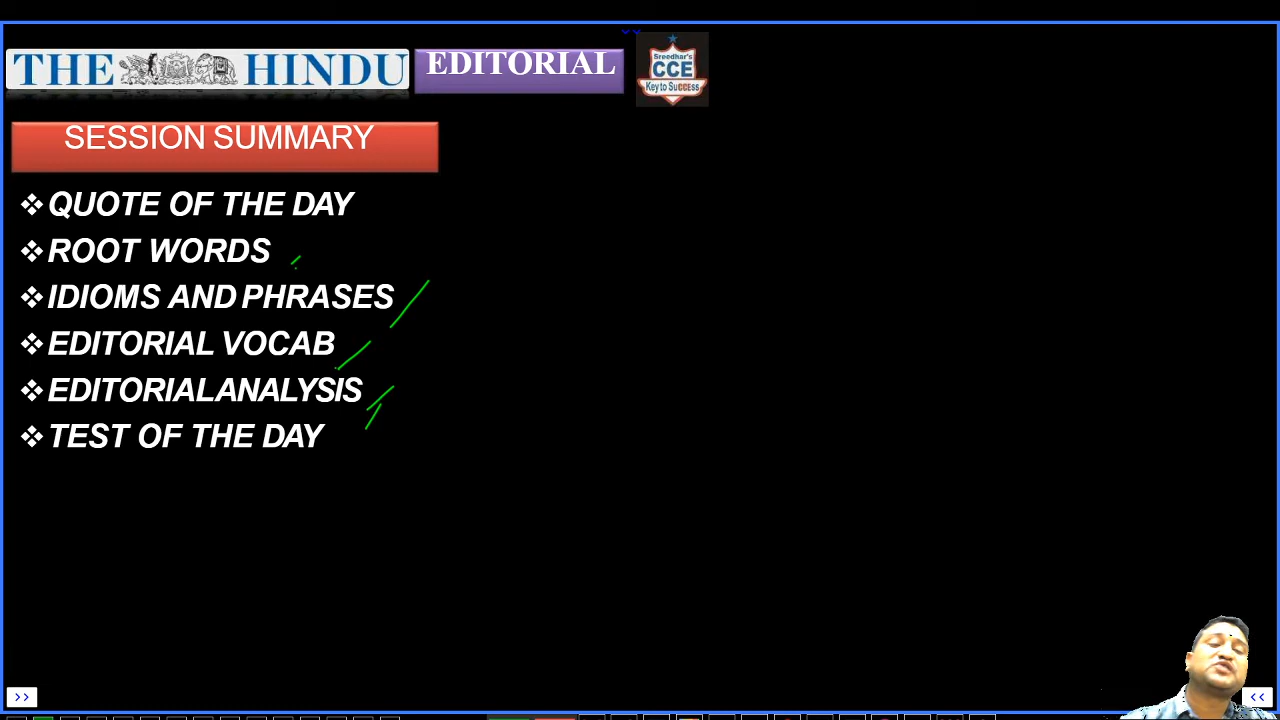 THE HINDU
EDITORIAL
Sreedhar's
CCE
Key to Success
SESSION SUMMARY
❖QUOTE OF THE DAY
❖ROOT WORDS
❖IDIOMS AND PHRASES
❖EDITORIAL VOCAB
❖EDITORIALANALYSIS
❖TEST OF THE DAY
>>
<<